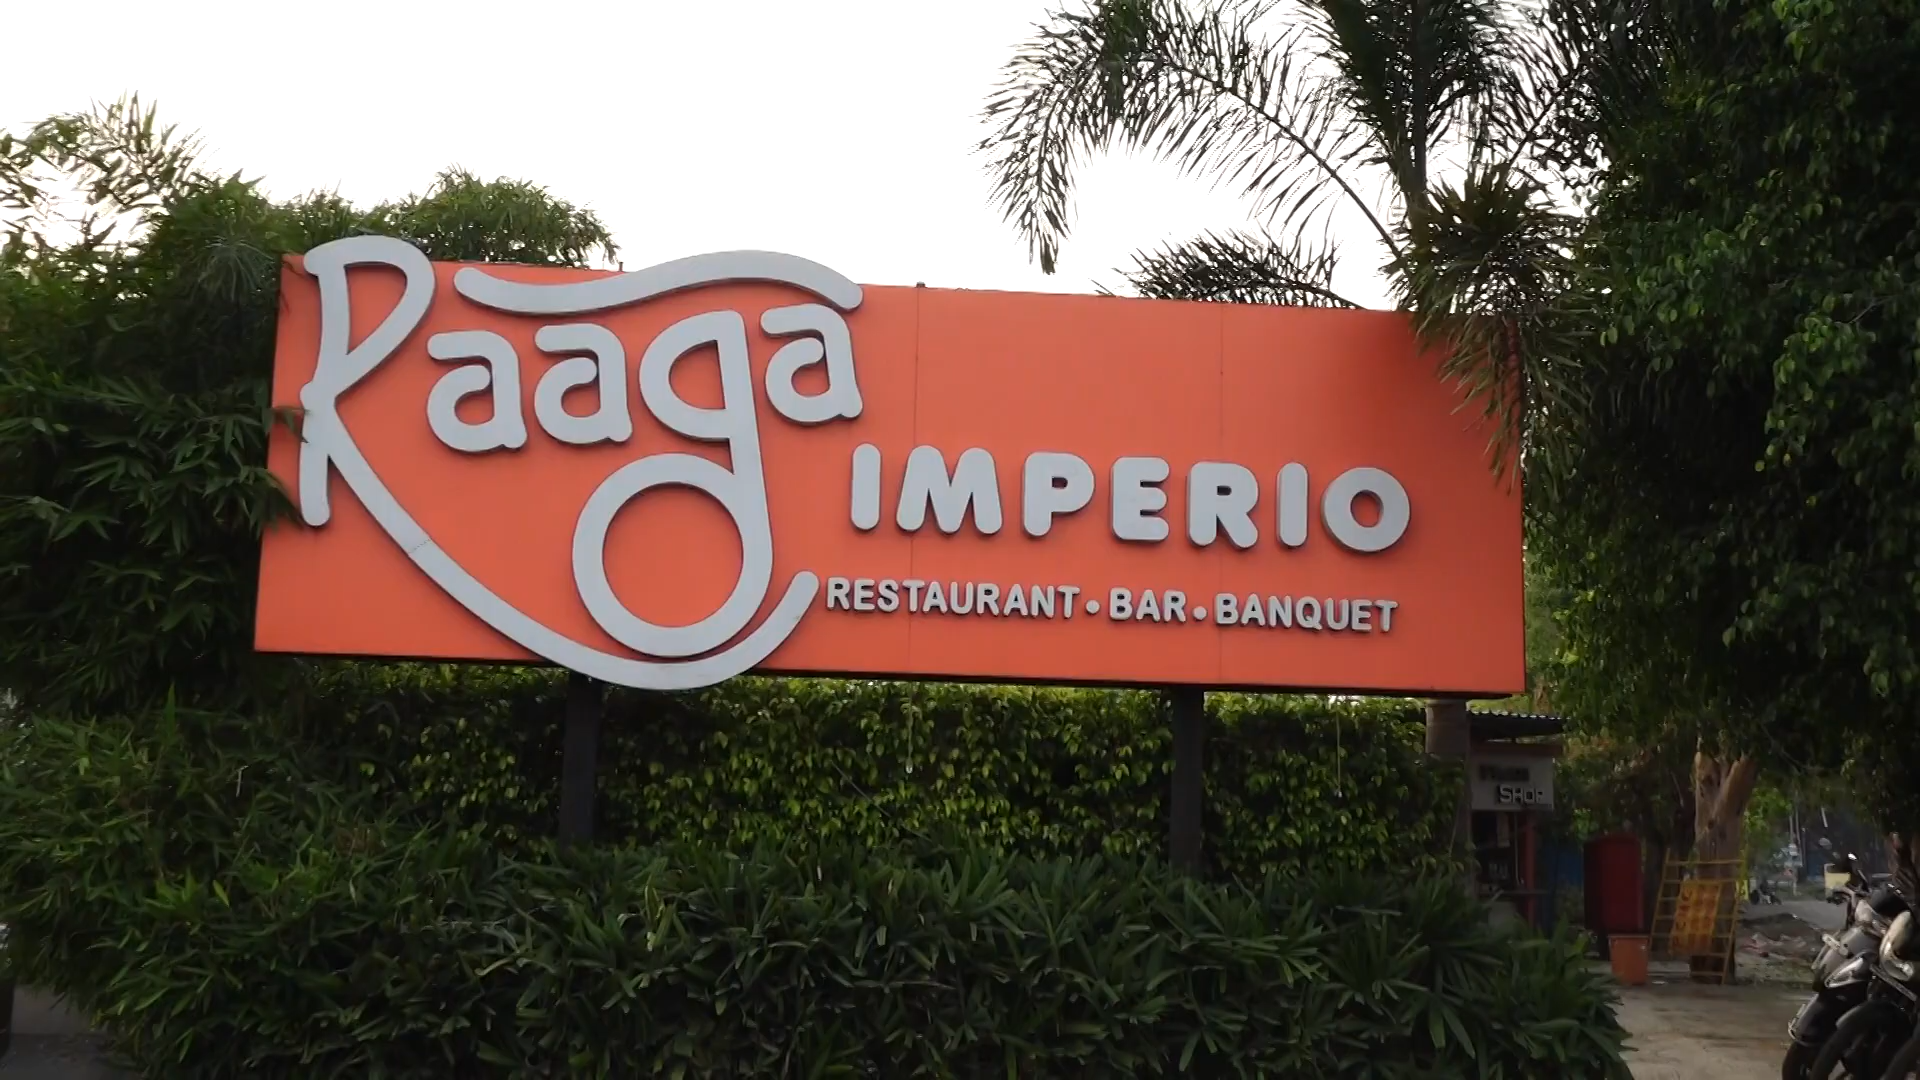 Raaga
IMPERIO
RESTAURANT • BAR • BANQUET
SHOP